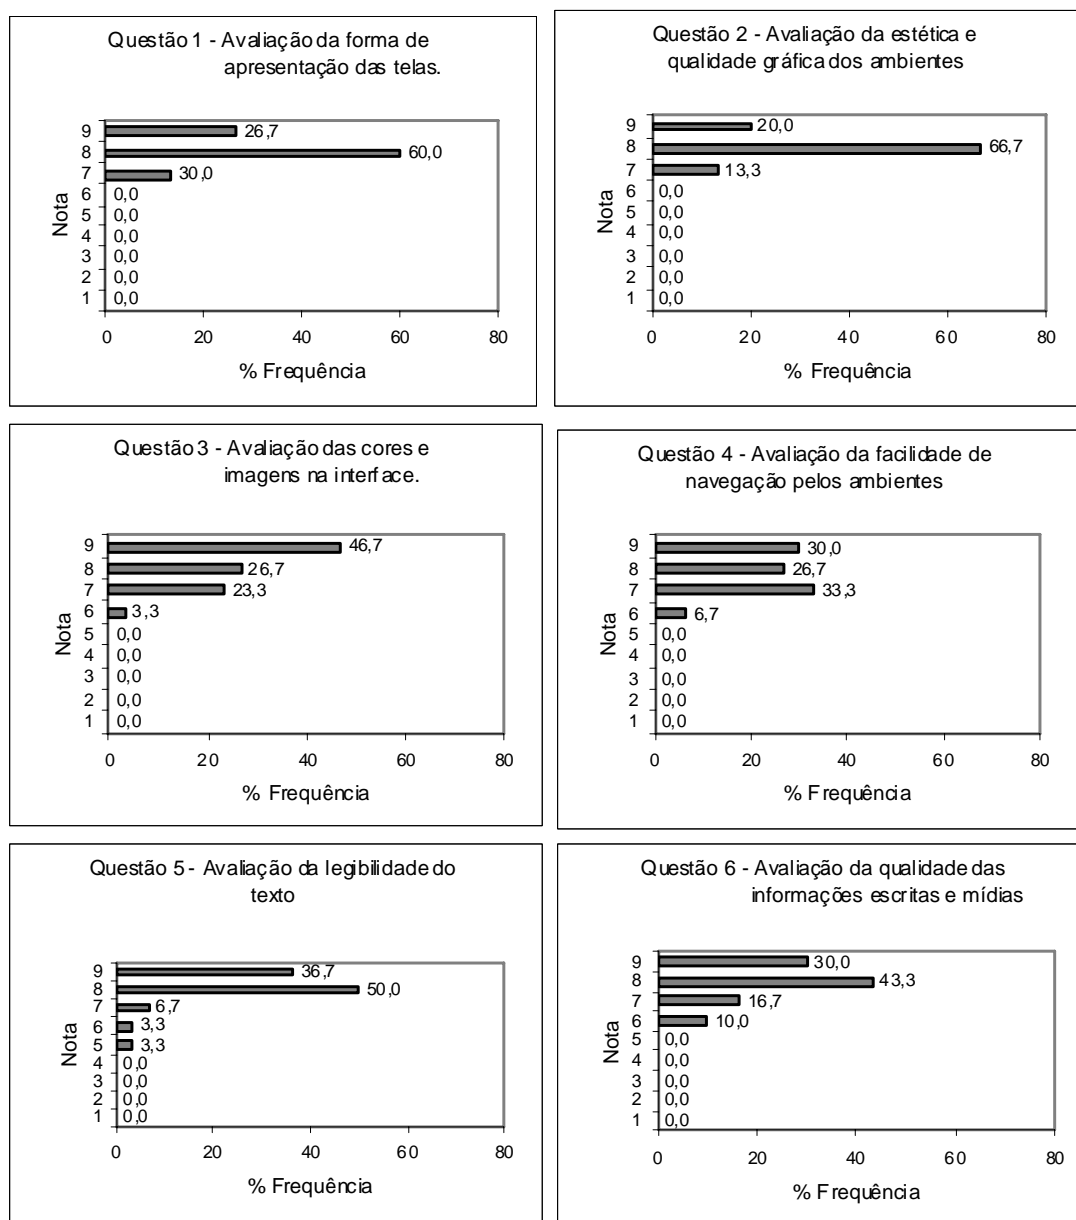 Questão 1 - Avaliação da forma de
apresentação das telas.
Nota
9 26,7
8 60,0
7 30,0
6 0,0
5 0,0
4 0,0
3 0,0
2 0,0
1 0,0
0 20 40 60 80
% Frequência
Questão 2 - Avaliação da estética e
qualidade gráfica dos ambientes
Nota
9 20,0
8 66,7
7 13,3
6 0,0
5 0,0
4 0,0
3 0,0
2 0,0
1 0,0
0 20 40 60 80
% Frequência
Questão 3 - Avaliação das cores e
imagens na interface.
Nota
9 46,7
8 26,7
7 23,3
6 3,3
5 0,0
4 0,0
3 0,0
2 0,0
1 0,0
0 20 40 60 80
% Frequência
Questão 4 - Avaliação da facilidade de
navegação pelos ambientes
Nota
9 30,0
8 26,7
7 33,3
6 6,7
5 0,0
4 0,0
3 0,0
2 0,0
1 0,0
0 20 40 60 80
% Frequência
Questão 5 - Avaliação da legibilidade do
texto
Nota
9 36,7
8 50,0
7 6,7
6 3,3
5 3,3
4 0,0
3 0,0
2 0,0
1 0,0
0 20 40 60 80
% Frequência
Questão 6 - Avaliação da qualidade das
informações escritas e mídias
Nota
9 30,0
8 43,3
7 16,7
6 10,0
5 0,0
4 0,0
3 0,0
2 0,0
1 0,0
0 20 40 60 80
% Frequência